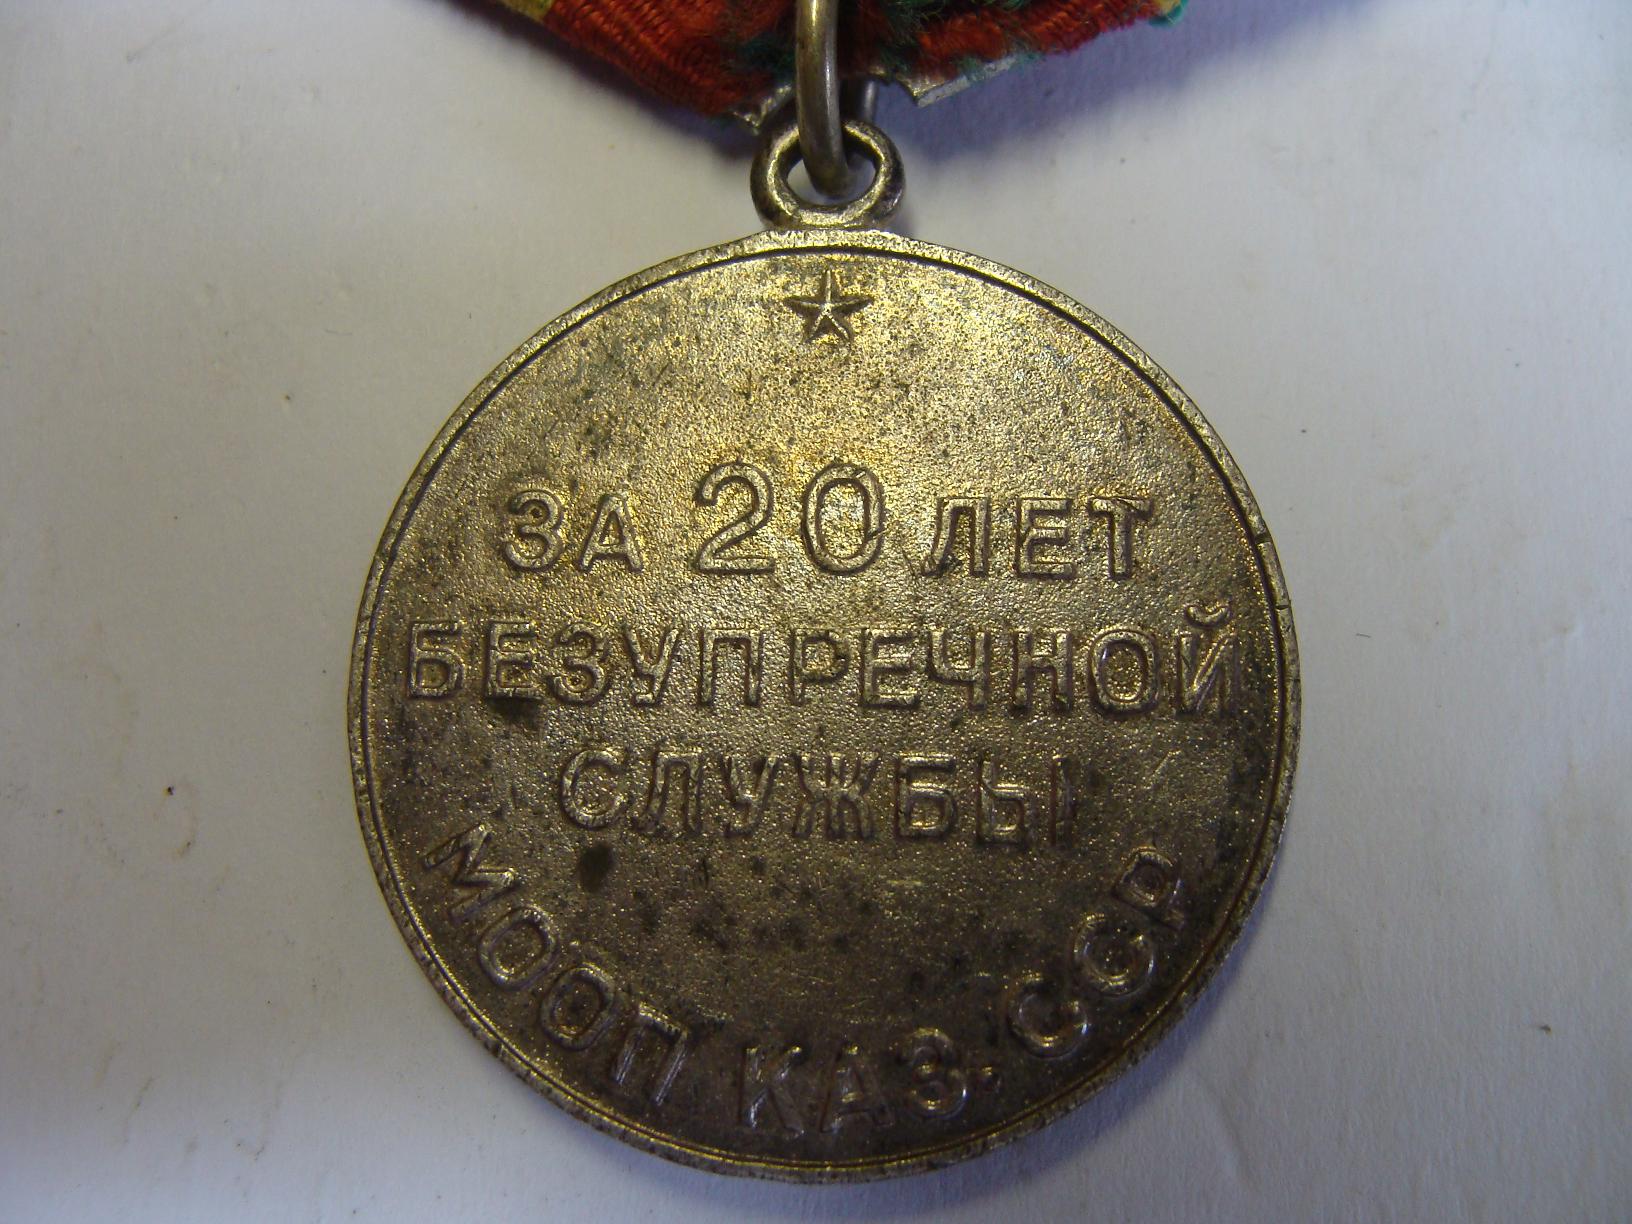 ЗА 20 ЛЕТ
БЕЗУПРЕЧНОЙ
СЛУЖБЫ
МООП КАЗ. ССР